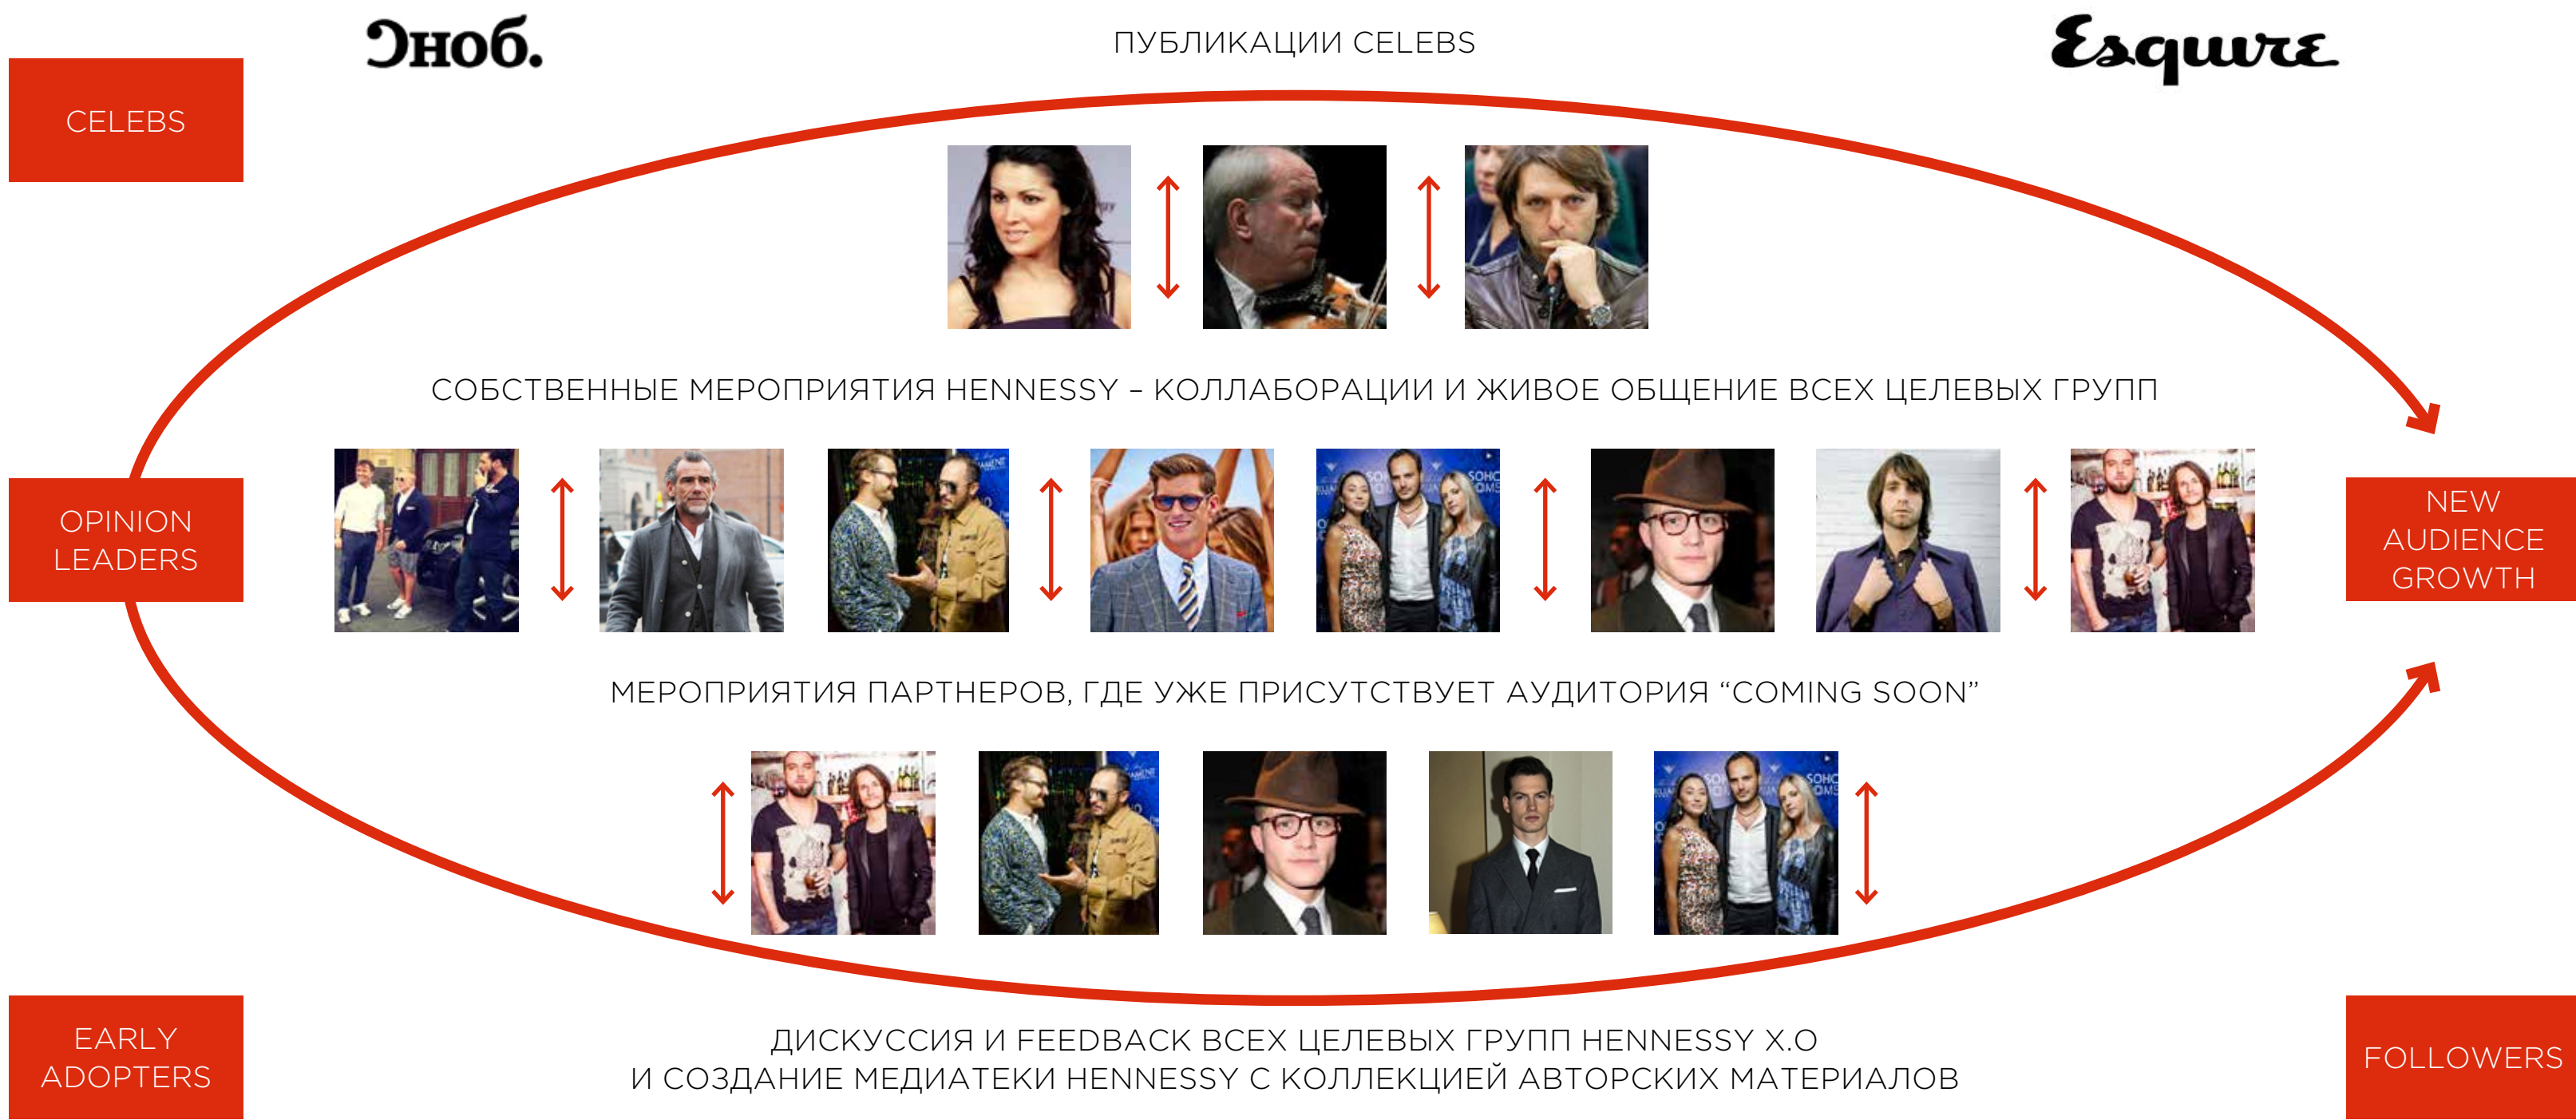 Эноб.
ПУБЛИКАЦИИ CELEBS
Esquire
CELEBS
СОБСТВЕННЫЕ МЕРОПРИЯТИЯ HENNESSY – КОЛЛАБОРАЦИИ И ЖИВОЕ ОБЩЕНИЕ ВСЕХ ЦЕЛЕВЫХ ГРУПП
OPINION
LEADERS
SOHO
NEW
AUDIENCE
GROWTH
МЕРОПРИЯТИЯ ПАРТНЕРОВ, ГДЕ УЖЕ ПРИСУТСТВУЕТ АУДИТОРИЯ “COMING SOON”
EARLY
ADOPTERS
ДИСКУССИЯ И FEEDBACK ВСЕХ ЦЕЛЕВЫХ ГРУПП HENNESSY X.O
И СОЗДАНИЕ МЕДИАТЕКИ HENNESSY С КОЛЛЕКЦИЕЙ АВТОРСКИХ МАТЕРИАЛОВ
FOLLOWERS